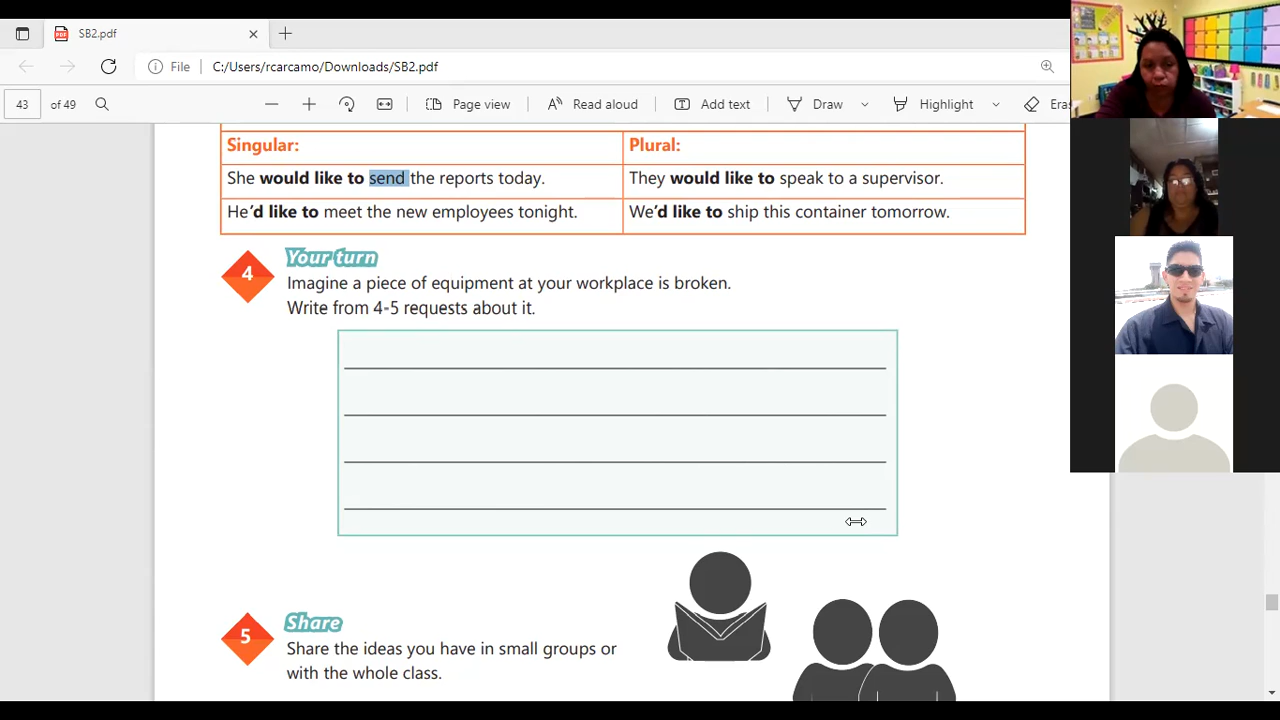 SB2.pdf
File
C:/Users/rcarcamo/Downloads/SB2.pdf
43
of 49
Page view
Read aloud
Add text
Draw
Highlight
Singular:
Plural:
She would like to send the reports today.
They would like to speak to a supervisor.
He'd like to meet the new employees tonight.
We'd like to ship this container tomorrow.
4
Your turn
Imagine a piece of equipment at your workplace is broken.
Write from 4-5 requests about it.
5
Share
Share the ideas you have in small groups or
with the whole class.